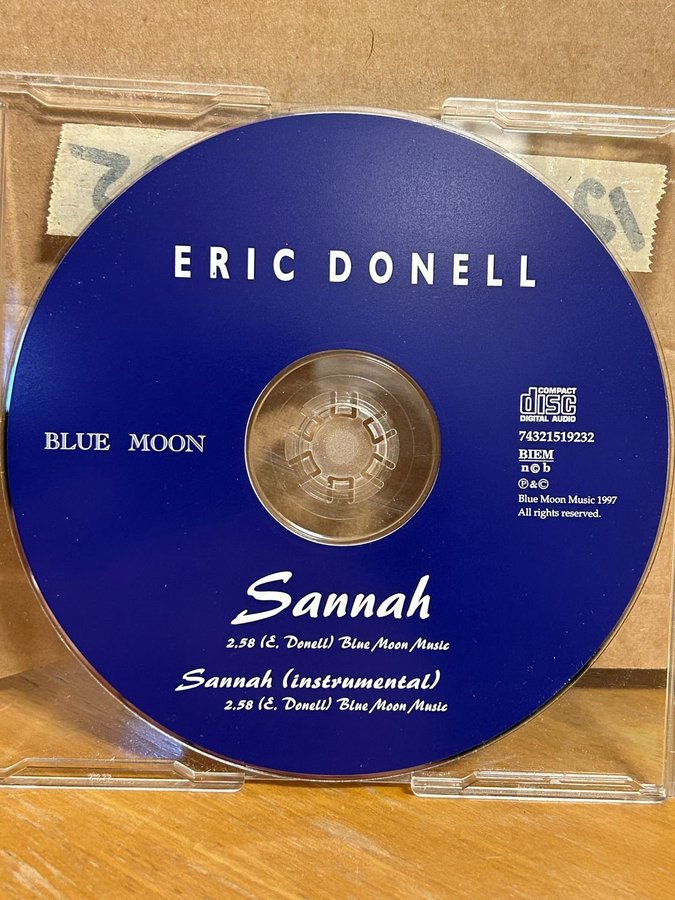 ERIC DONELL
BLUE MOON
COMPACT
disc
DIGITAL AUDIO
74321519232
BIEM
n©b
℗&©
Blue Moon Music 1997
All rights reserved.
Sannah
2.58 (E. Donell) Blue Moon Music
Sannah (instrumental)
2.58 (E. Donell) Blue Moon Music